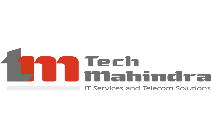 tm Tech
Mahindra
IT Services and Telecom Solutions